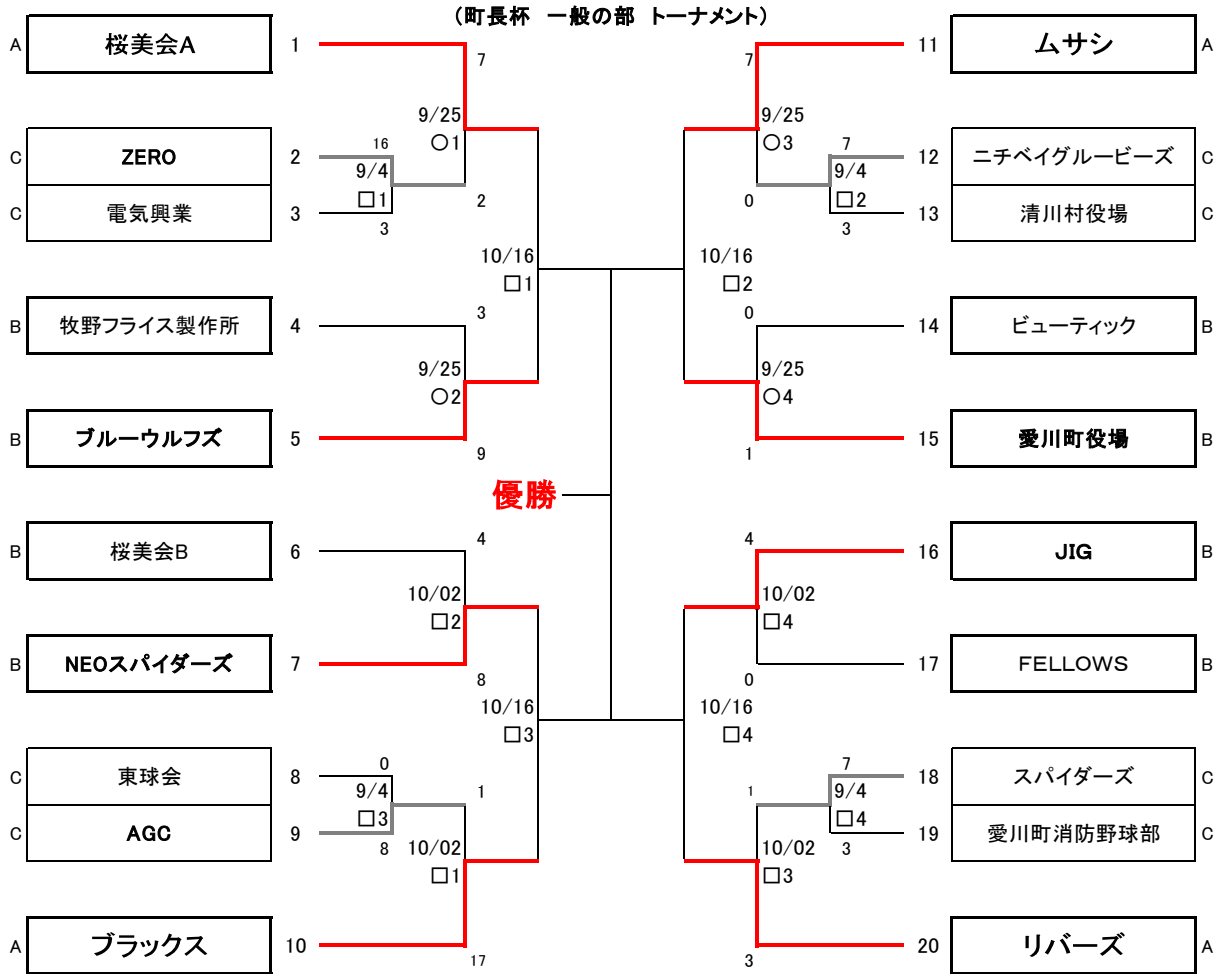 （町長杯　一般の部　トーナメント）
A 桜美会A 1 7 7 11 ムサシ A
9/25 9/25
○1 ○3
C ZERO 2 16 7 12 ニチベイグルービーズ C
9/4 9/4
□1 □2
C 電気興業 3 3 2 0 3 13 清川村役場 C
10/16 10/16
□1 □2
B 牧野フライス製作所 4 3 0 14 ビューティック B
9/25 9/25
○2 ○4
B ブルーウルフズ 5 9 1 15 愛川町役場 B
優勝
B 桜美会B 6 4 4 16 JIG B
10/02 10/02
□2 □4
B NEOスパイダーズ 7 8 0 17 FELLOWS B
10/16 10/16
□3 □4
C 東球会 8 0 7 18 スパイダーズ C
9/4 1 1 9/4
□3 □4
C AGC 9 8 3 19 愛川町消防野球部 C
10/02 10/02
□1 □3
A ブラックス 10 17 3 20 リバーズ A